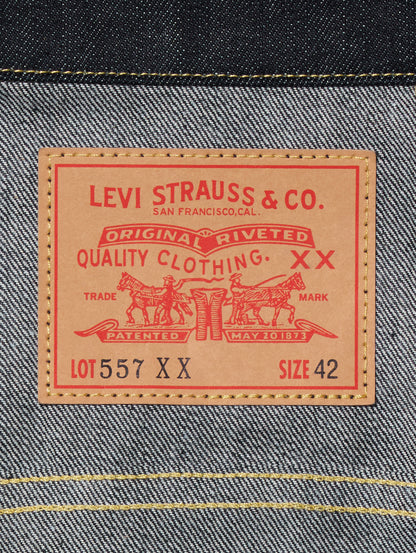 LEVI STRAUSS & CO.
SAN FRANCISCO, CAL.
ORIGINAL RIVETED
QUALITY CLOTHING. XX
TRADE MARK
PATENTED MAY 20 1873
LOT 557 XX SIZE 42